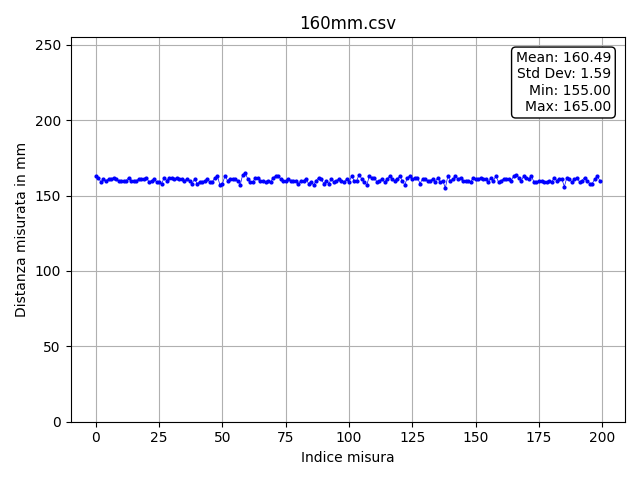 160mm.csv
Mean: 160.49
Std Dev: 1.59
Min: 155.00
Max: 165.00
Distanza misurata in mm
250
200
150
100
50
0
0 25 50 75 100 125 150 175 200
Indice misura